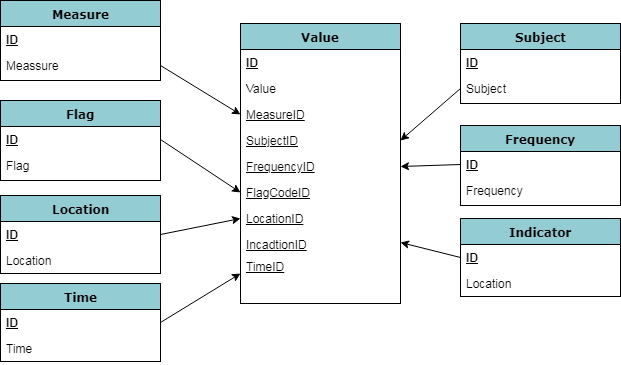 Measure
ID
Meassure
Flag
ID
Flag
Location
ID
Location
Time
ID
Time
Value
ID
Value
MeasureID
SubjectID
FrequencyID
FlagCodeID
LocationID
IncadtionID
TimeID
Subject
ID
Subject
Frequency
ID
Frequency
Indicator
ID
Location